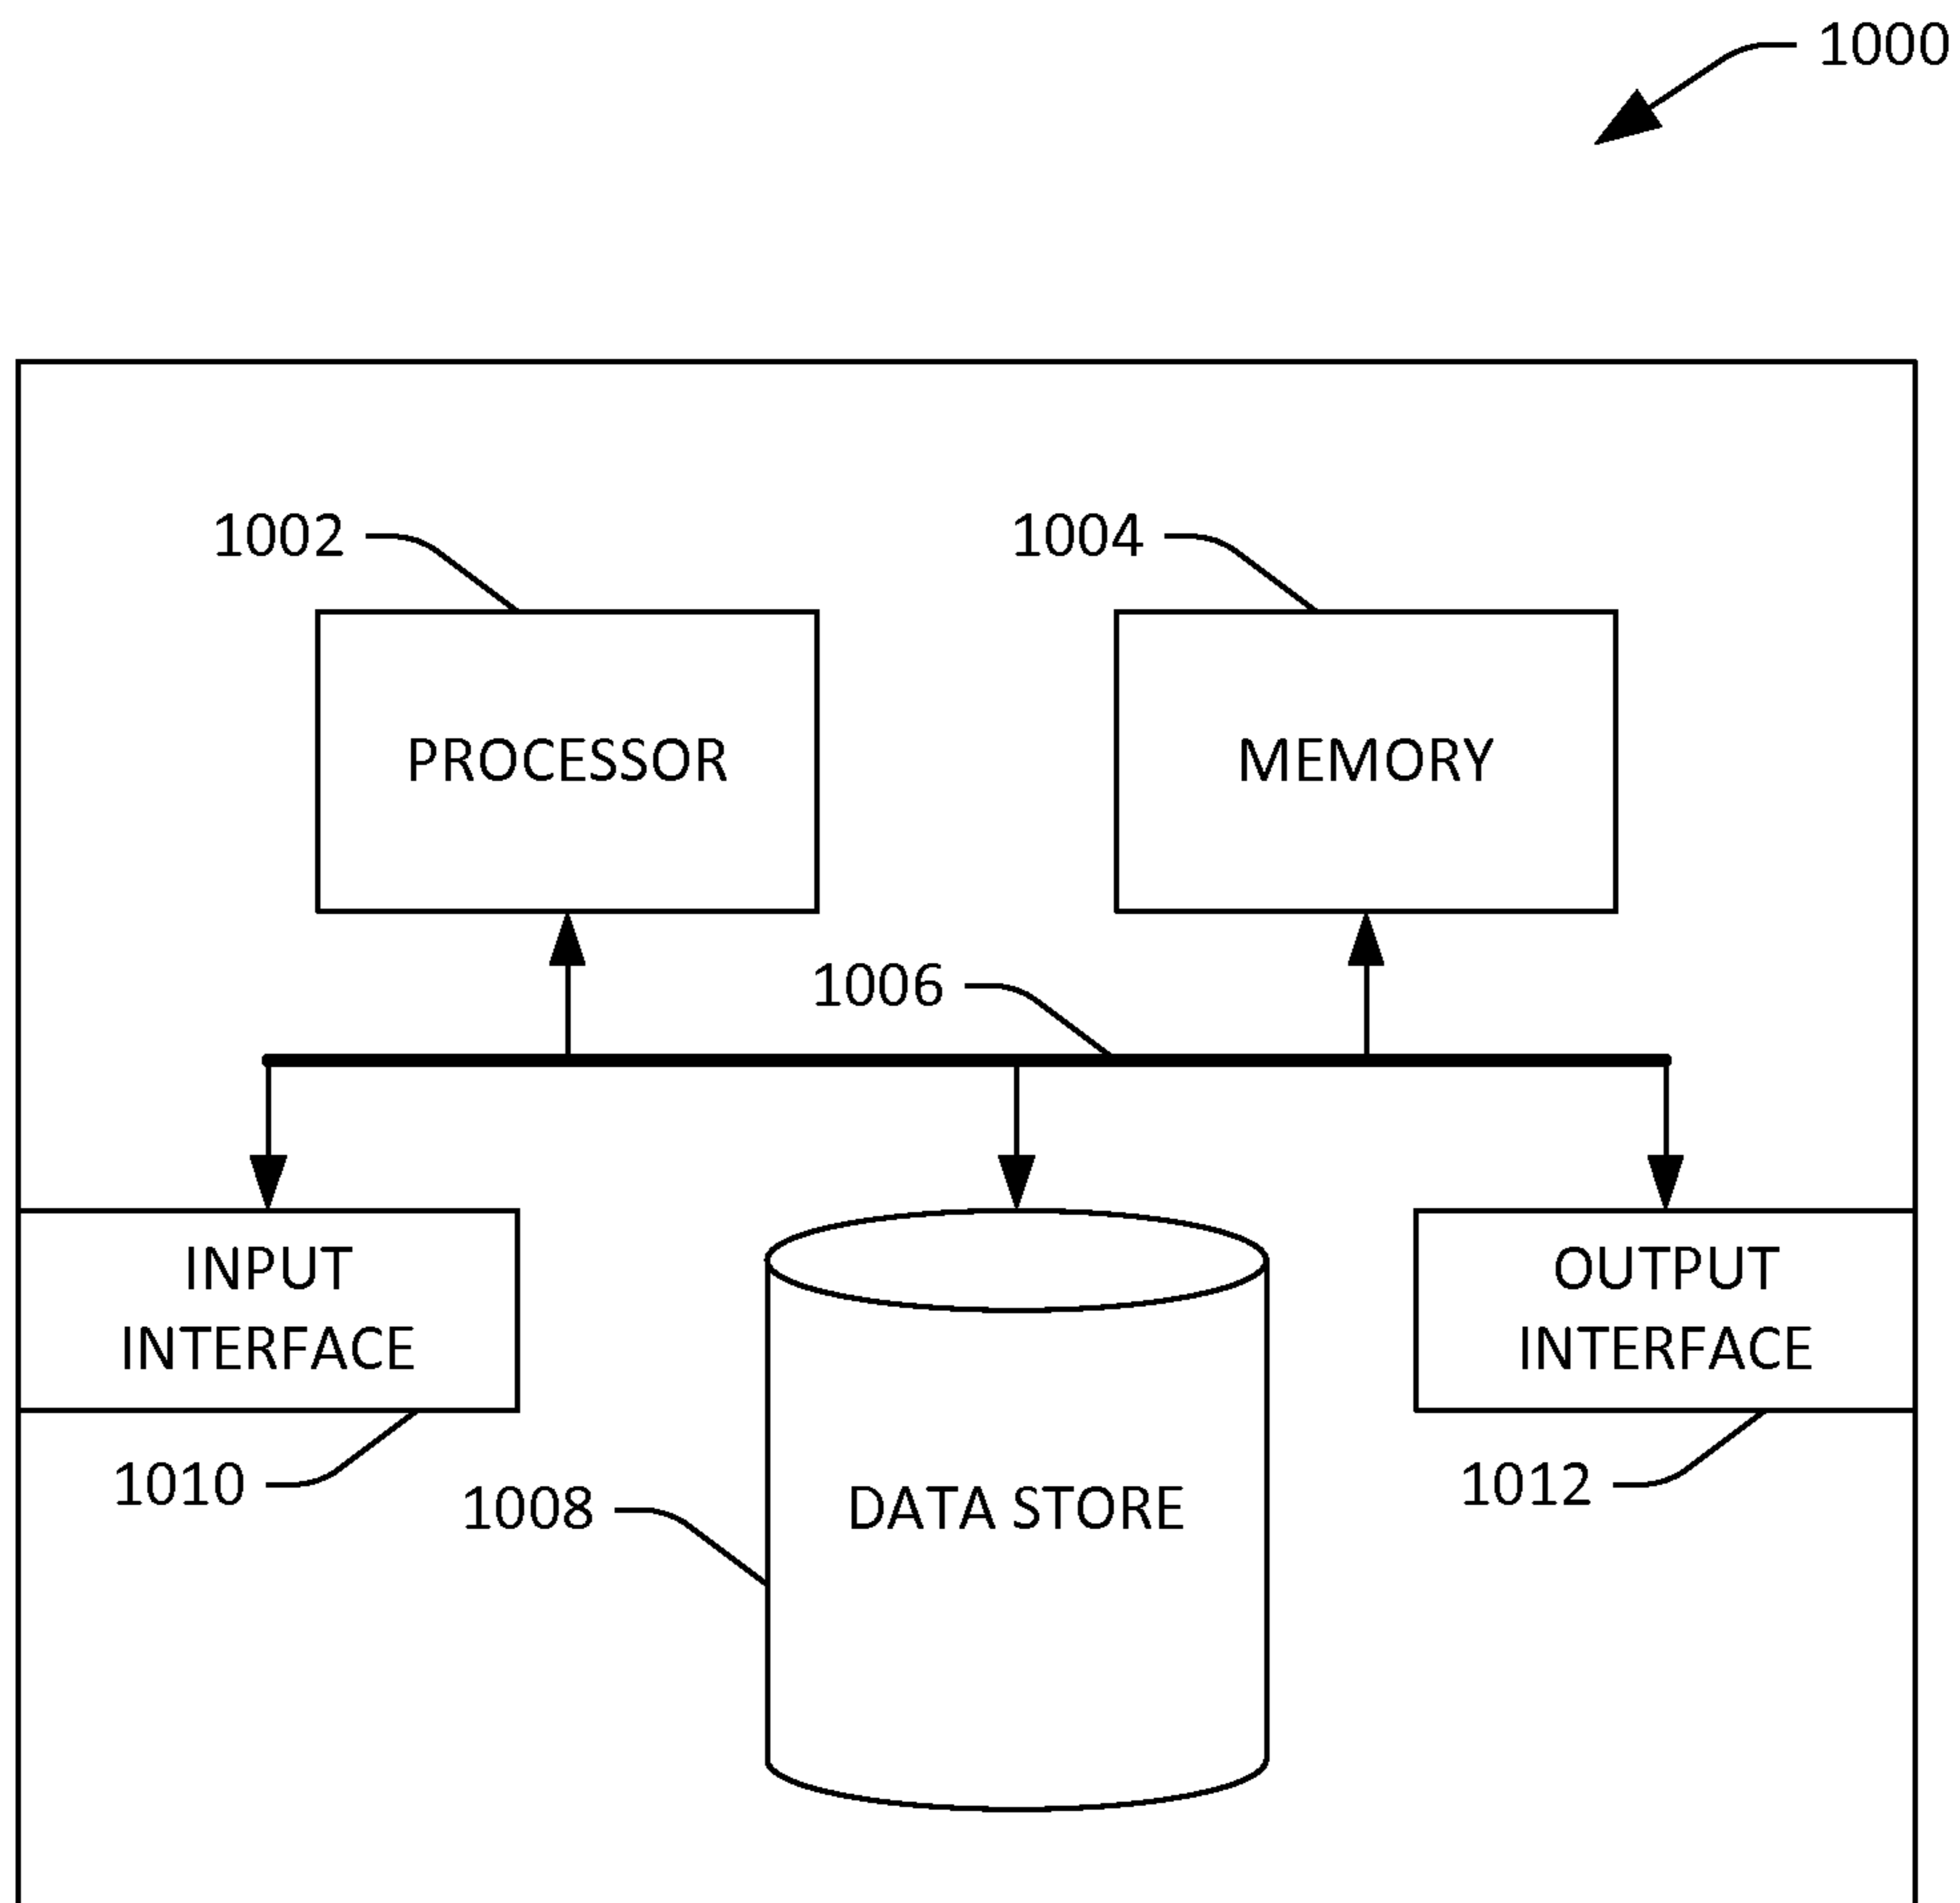 1000
1002
1004
PROCESSOR
MEMORY
1006
INPUT
INTERFACE
OUTPUT
INTERFACE
1010
1008
DATA STORE
1012